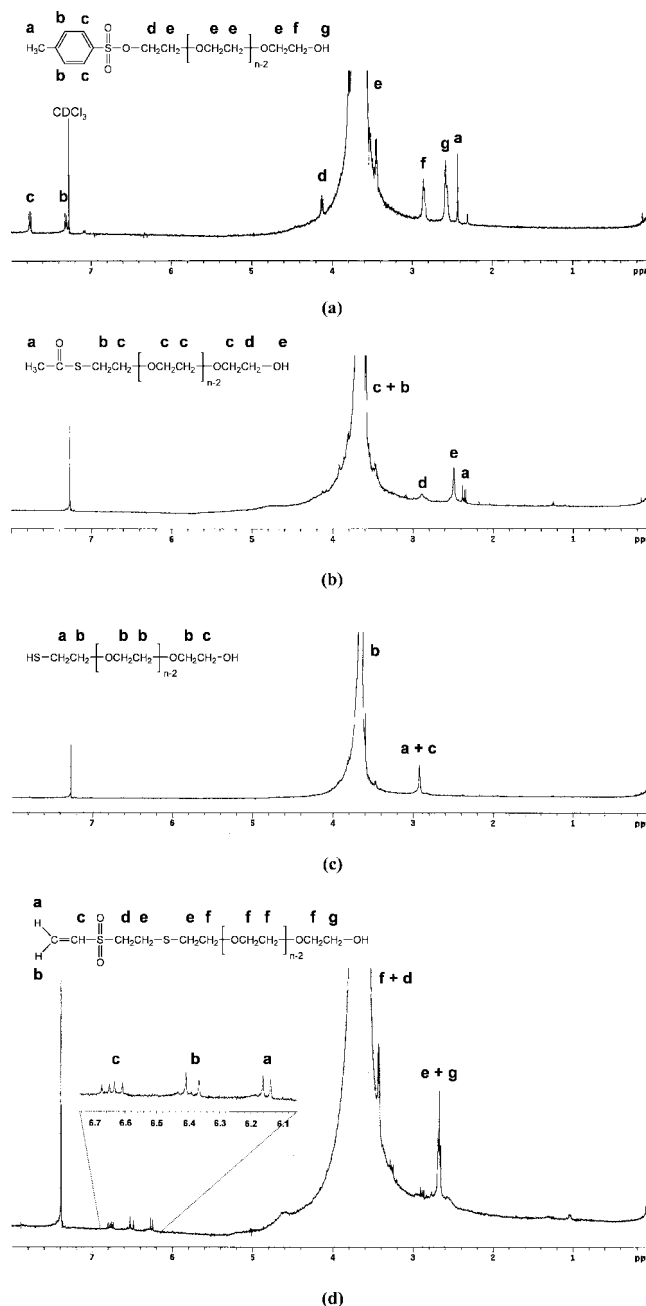 a b c d e e e e f g
H₃C S O O O—CH₂CH₂ OCH₂CH₂ n-2 OCH₂CH₂—OH
b c
CDCl₃
c b d e f g a
7 6 5 4 3 2 1 ppm
(a)
a b c c c c d e
H₃C—C—S—CH₂CH₂ OCH₂CH₂ n-2 OCH₂CH₂—OH
O
c + b
d e a
7 6 5 4 3 2 1
(b)
a b b b b c
HS—CH₂CH₂ OCH₂CH₂ n-2 OCH₂CH₂-OH
b
a + c
7 6 5 4 3 2 1
(c)
a c d e e f f f f g
H O
C=CH—S—CH₂CH₂—S—CH₂CH₂ OCH₂CH₂ n-2 OCH₂CH₂—OH
H O
b
f + d
e + g
c b a
6.7 6.6 6.5 6.4 6.3 6.2 6.1
7 6 5 4 3 2 1
(d)